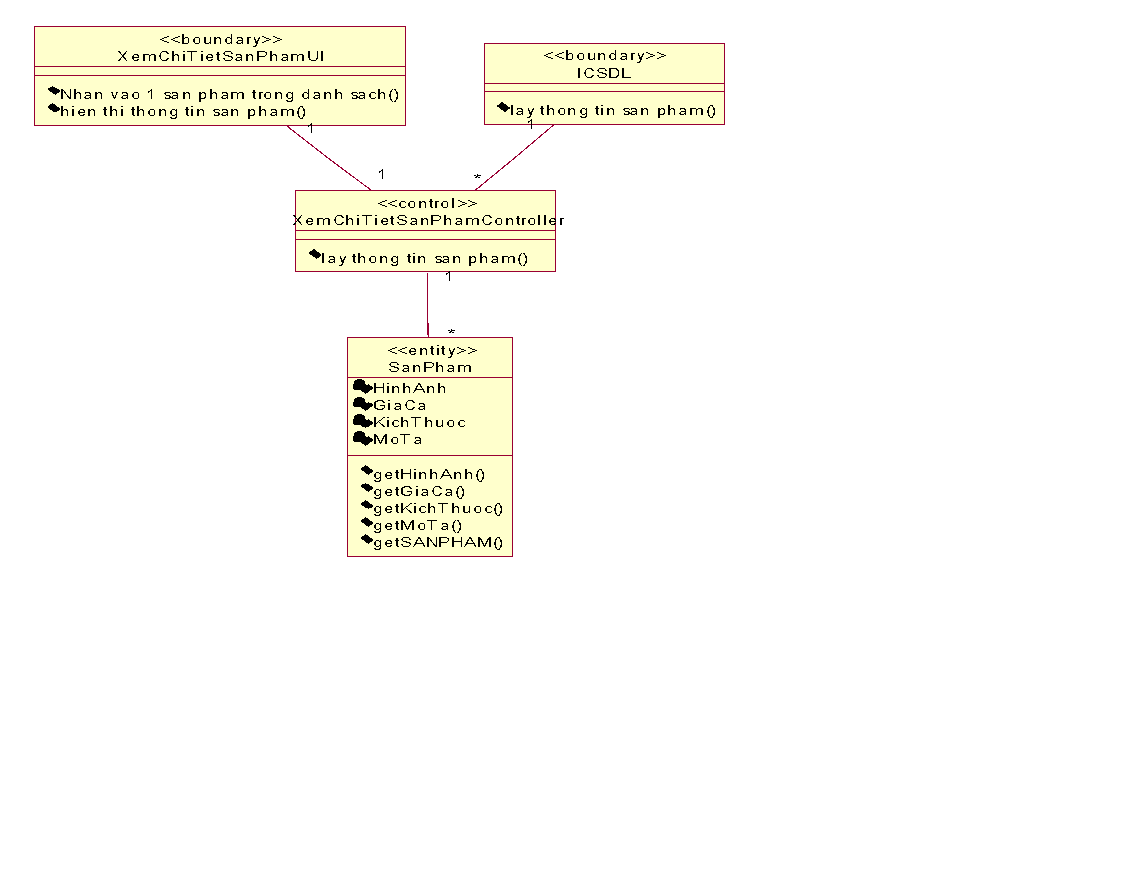 <<boundary>>
XemChiTietSanPhamUI
Nhan vao 1 san pham trong danh sach()
hien thi thong tin san pham()
<<boundary>>
ICSDL
lay thong tin san pham()
1
1
1
*
<<control>>
XemChiTietSanPhamController
lay thong tin san pham()
1
*
<<entity>>
SanPham
HinhAnh
GiaCa
KichThuoc
MoTa
getHinhAnh()
getGiaCa()
getKichThuoc()
getMoTa()
getSANPHAM()